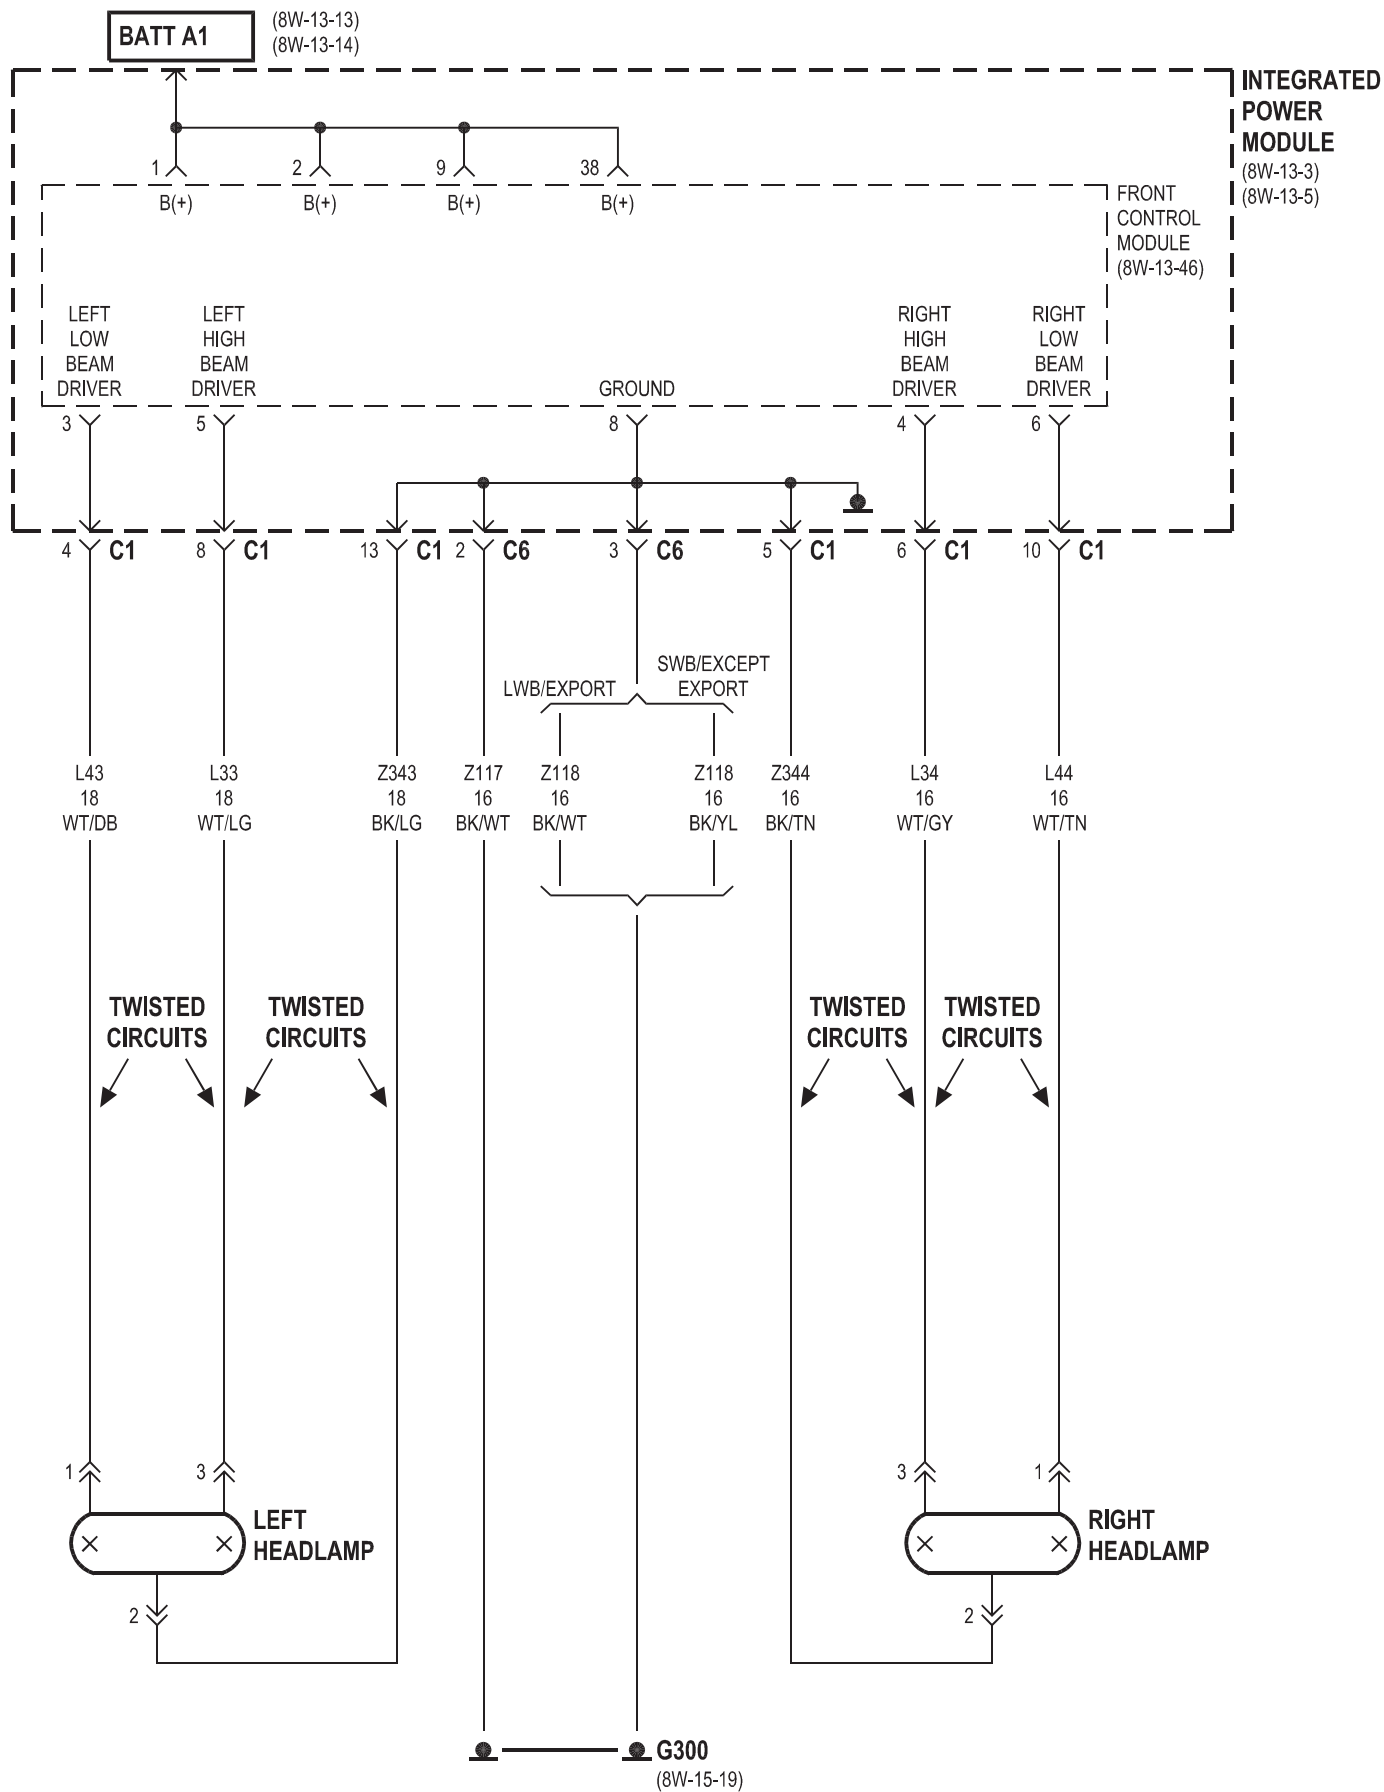 BATT A1
(8W-13-13)
(8W-13-14)
INTEGRATED
POWER
MODULE
(8W-13-3)
(8W-13-5)
1
2
9
38
B(+)
B(+)
B(+)
B(+)
FRONT
CONTROL
MODULE
(8W-13-46)
LEFT
LOW
BEAM
DRIVER
LEFT
HIGH
BEAM
DRIVER
GROUND
RIGHT
HIGH
BEAM
DRIVER
RIGHT
LOW
BEAM
DRIVER
3
5
8
4
6
4 C1
8 C1
13 C1
2 C6
3 C6
5 C1
6 C1
10 C1
LWB/EXPORT
SWB/EXCEPT
EXPORT
L43
18
WT/DB
L33
18
WT/LG
Z343
18
BK/LG
Z117
16
BK/WT
Z118
16
BK/WT
Z118
16
BK/YL
Z344
16
BK/TN
L34
16
WT/GY
L44
16
WT/TN
TWISTED
CIRCUITS
TWISTED
CIRCUITS
TWISTED
CIRCUITS
TWISTED
CIRCUITS
1
3
3
1
LEFT
HEADLAMP
RIGHT
HEADLAMP
2
2
G300
(8W-15-19)